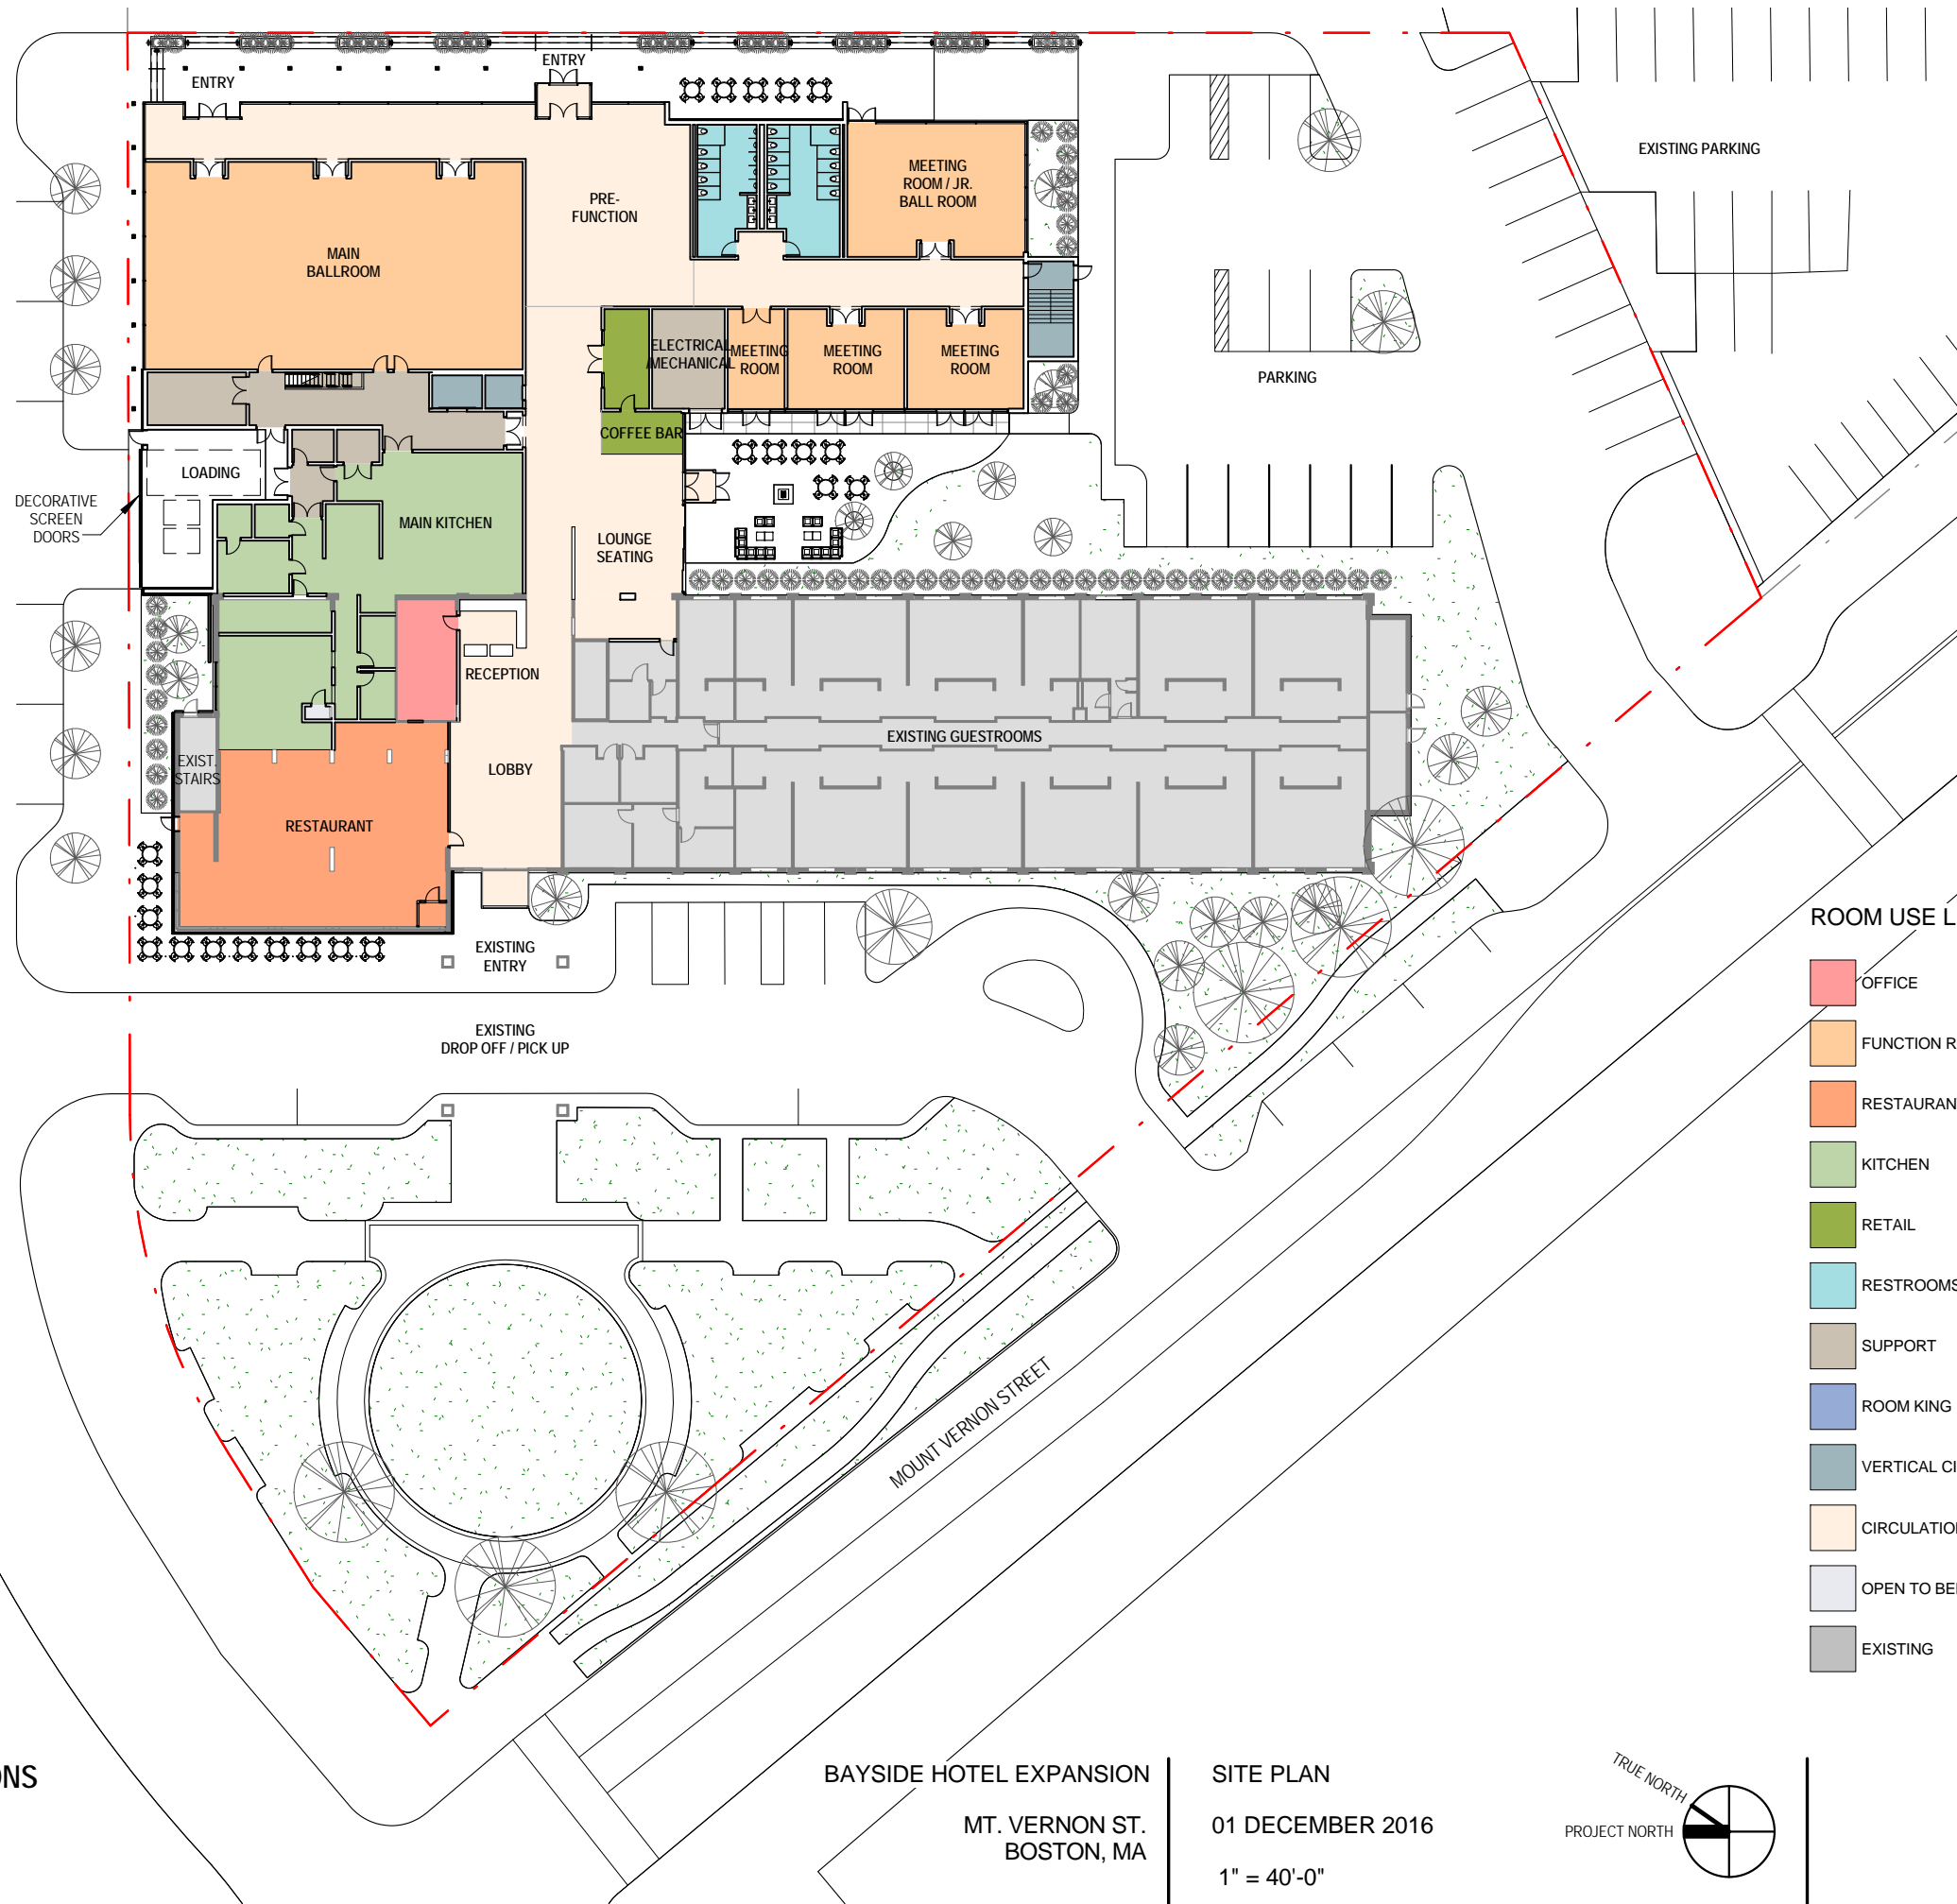 ENTRY
ENTRY
EXISTING PARKING
MEETING
ROOM / JR.
BALL ROOM
PRE-
FUNCTION
MAIN
BALLROOM
ELECTRICAL
/MECHANICAL
MEETING
ROOM
MEETING
ROOM
MEETING
ROOM
PARKING
COFFEE BAR
LOADING
DECORATIVE
SCREEN
DOORS
MAIN KITCHEN
LOUNGE
SEATING
RECEPTION
EXISTING GUESTROOMS
EXIST.
STAIRS
LOBBY
RESTAURANT
EXISTING
ENTRY
EXISTING
DROP OFF / PICK UP
MOUNT VERNON STREET
ROOM USE L
OFFICE
FUNCTION R
RESTAURAN
KITCHEN
RETAIL
RESTROOMS
SUPPORT
ROOM KING
VERTICAL CI
CIRCULATION
OPEN TO BE
EXISTING
ONS
BAYSIDE HOTEL EXPANSION
MT. VERNON ST.
BOSTON, MA
SITE PLAN
01 DECEMBER 2016
1" = 40'-0"
TRUE NORTH
PROJECT NORTH